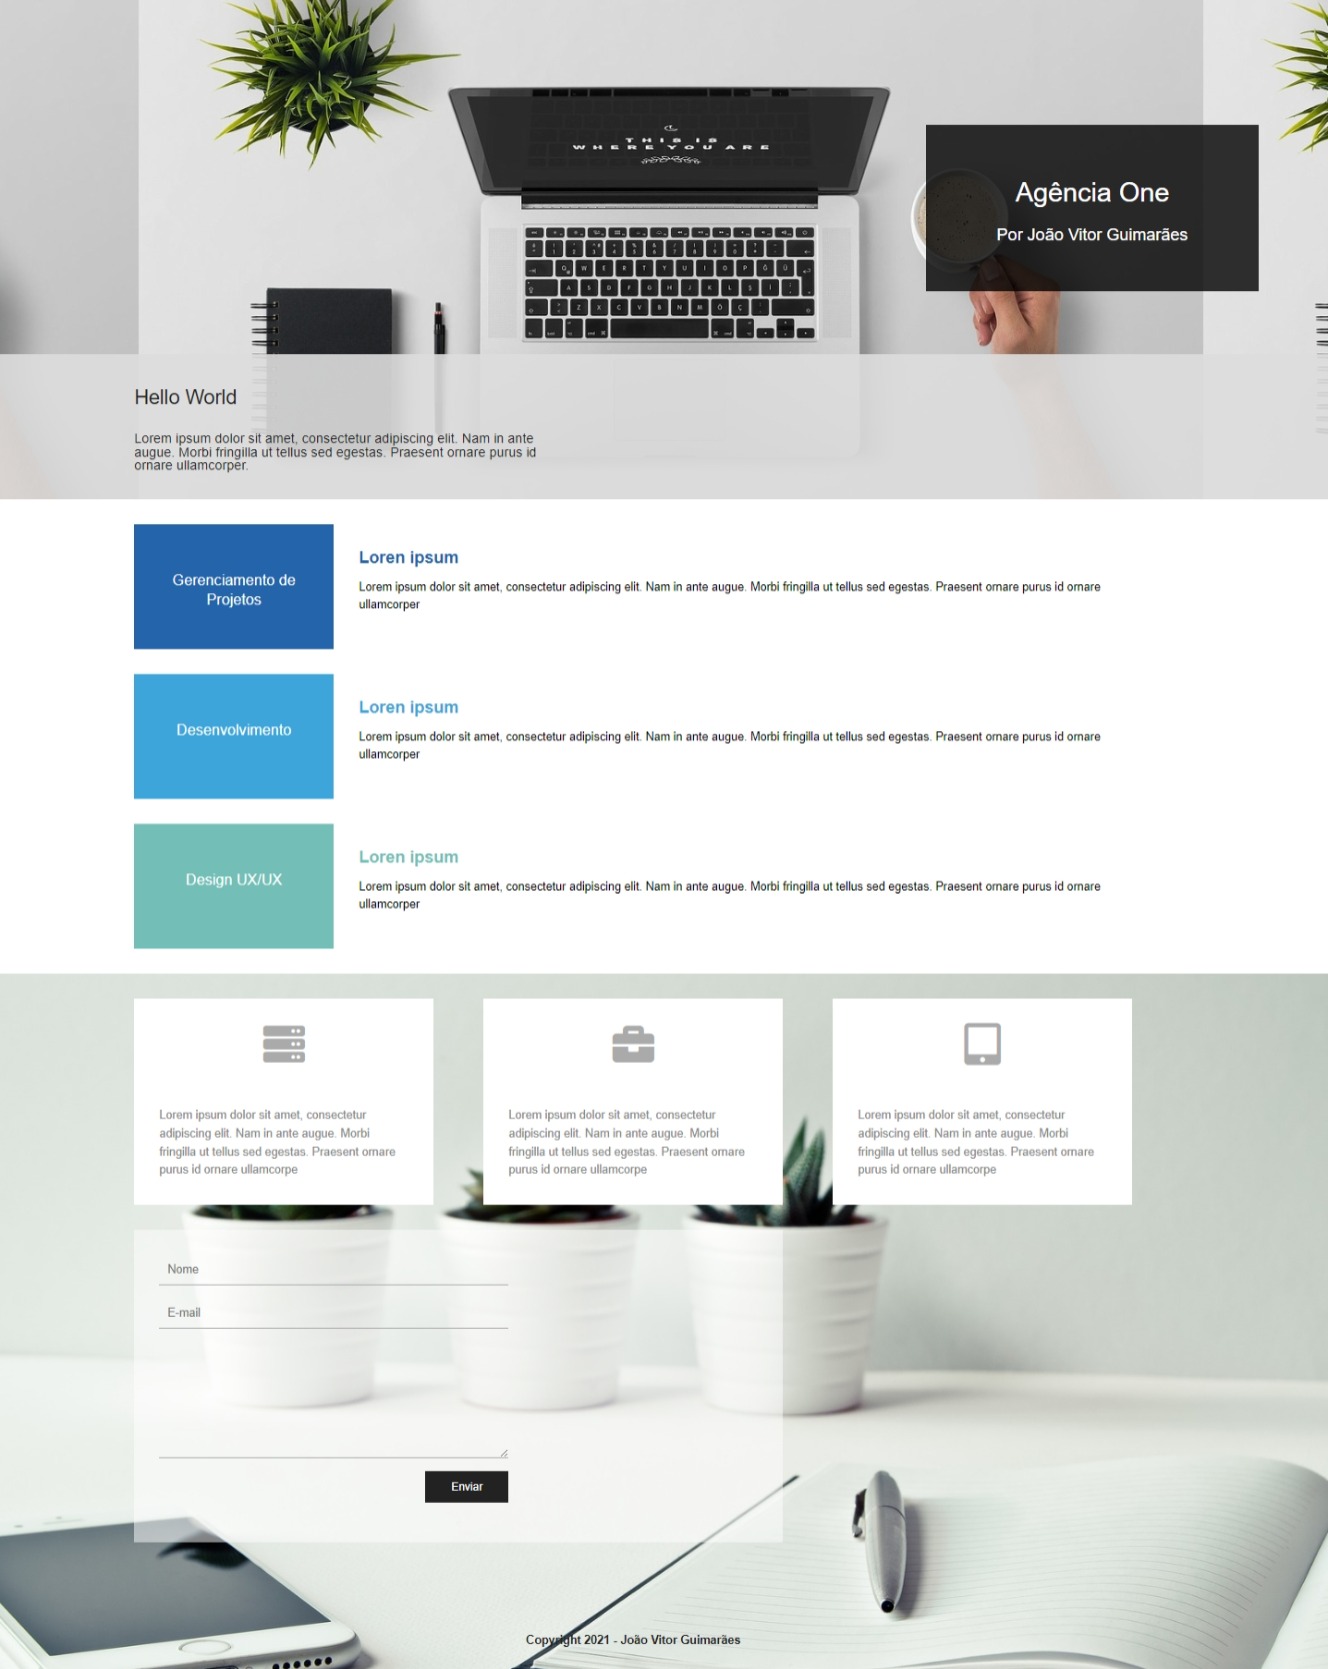 THIS IS
WHERE YOU ARE
Agência One
Por João Vitor Guimarães
Hello World
Lorem ipsum dolor sit amet, consectetur adipiscing elit. Nam in ante
augue. Morbi fringilla ut tellus sed egestas. Praesent ornare purus id
ornare ullamcorper.
Gerenciamento de
Projetos
Loren ipsum
Lorem ipsum dolor sit amet, consectetur adipiscing elit. Nam in ante augue. Morbi fringilla ut tellus sed egestas. Praesent ornare purus id ornare
ullamcorper
Desenvolvimento
Loren ipsum
Lorem ipsum dolor sit amet, consectetur adipiscing elit. Nam in ante augue. Morbi fringilla ut tellus sed egestas. Praesent ornare purus id ornare
ullamcorper
Design UX/UX
Loren ipsum
Lorem ipsum dolor sit amet, consectetur adipiscing elit. Nam in ante augue. Morbi fringilla ut tellus sed egestas. Praesent ornare purus id ornare
ullamcorper
Lorem ipsum dolor sit amet, consectetur
adipiscing elit. Nam in ante augue. Morbi
fringilla ut tellus sed egestas. Praesent ornare
purus id ornare ullamcorpe
Lorem ipsum dolor sit amet, consectetur
adipiscing elit. Nam in ante augue. Morbi
fringilla ut tellus sed egestas. Praesent ornare
purus id ornare ullamcorpe
Lorem ipsum dolor sit amet, consectetur
adipiscing elit. Nam in ante augue. Morbi
fringilla ut tellus sed egestas. Praesent ornare
purus id ornare ullamcorpe
Nome
E-mail
Enviar
Copyright 2021 - João Vitor Guimarães